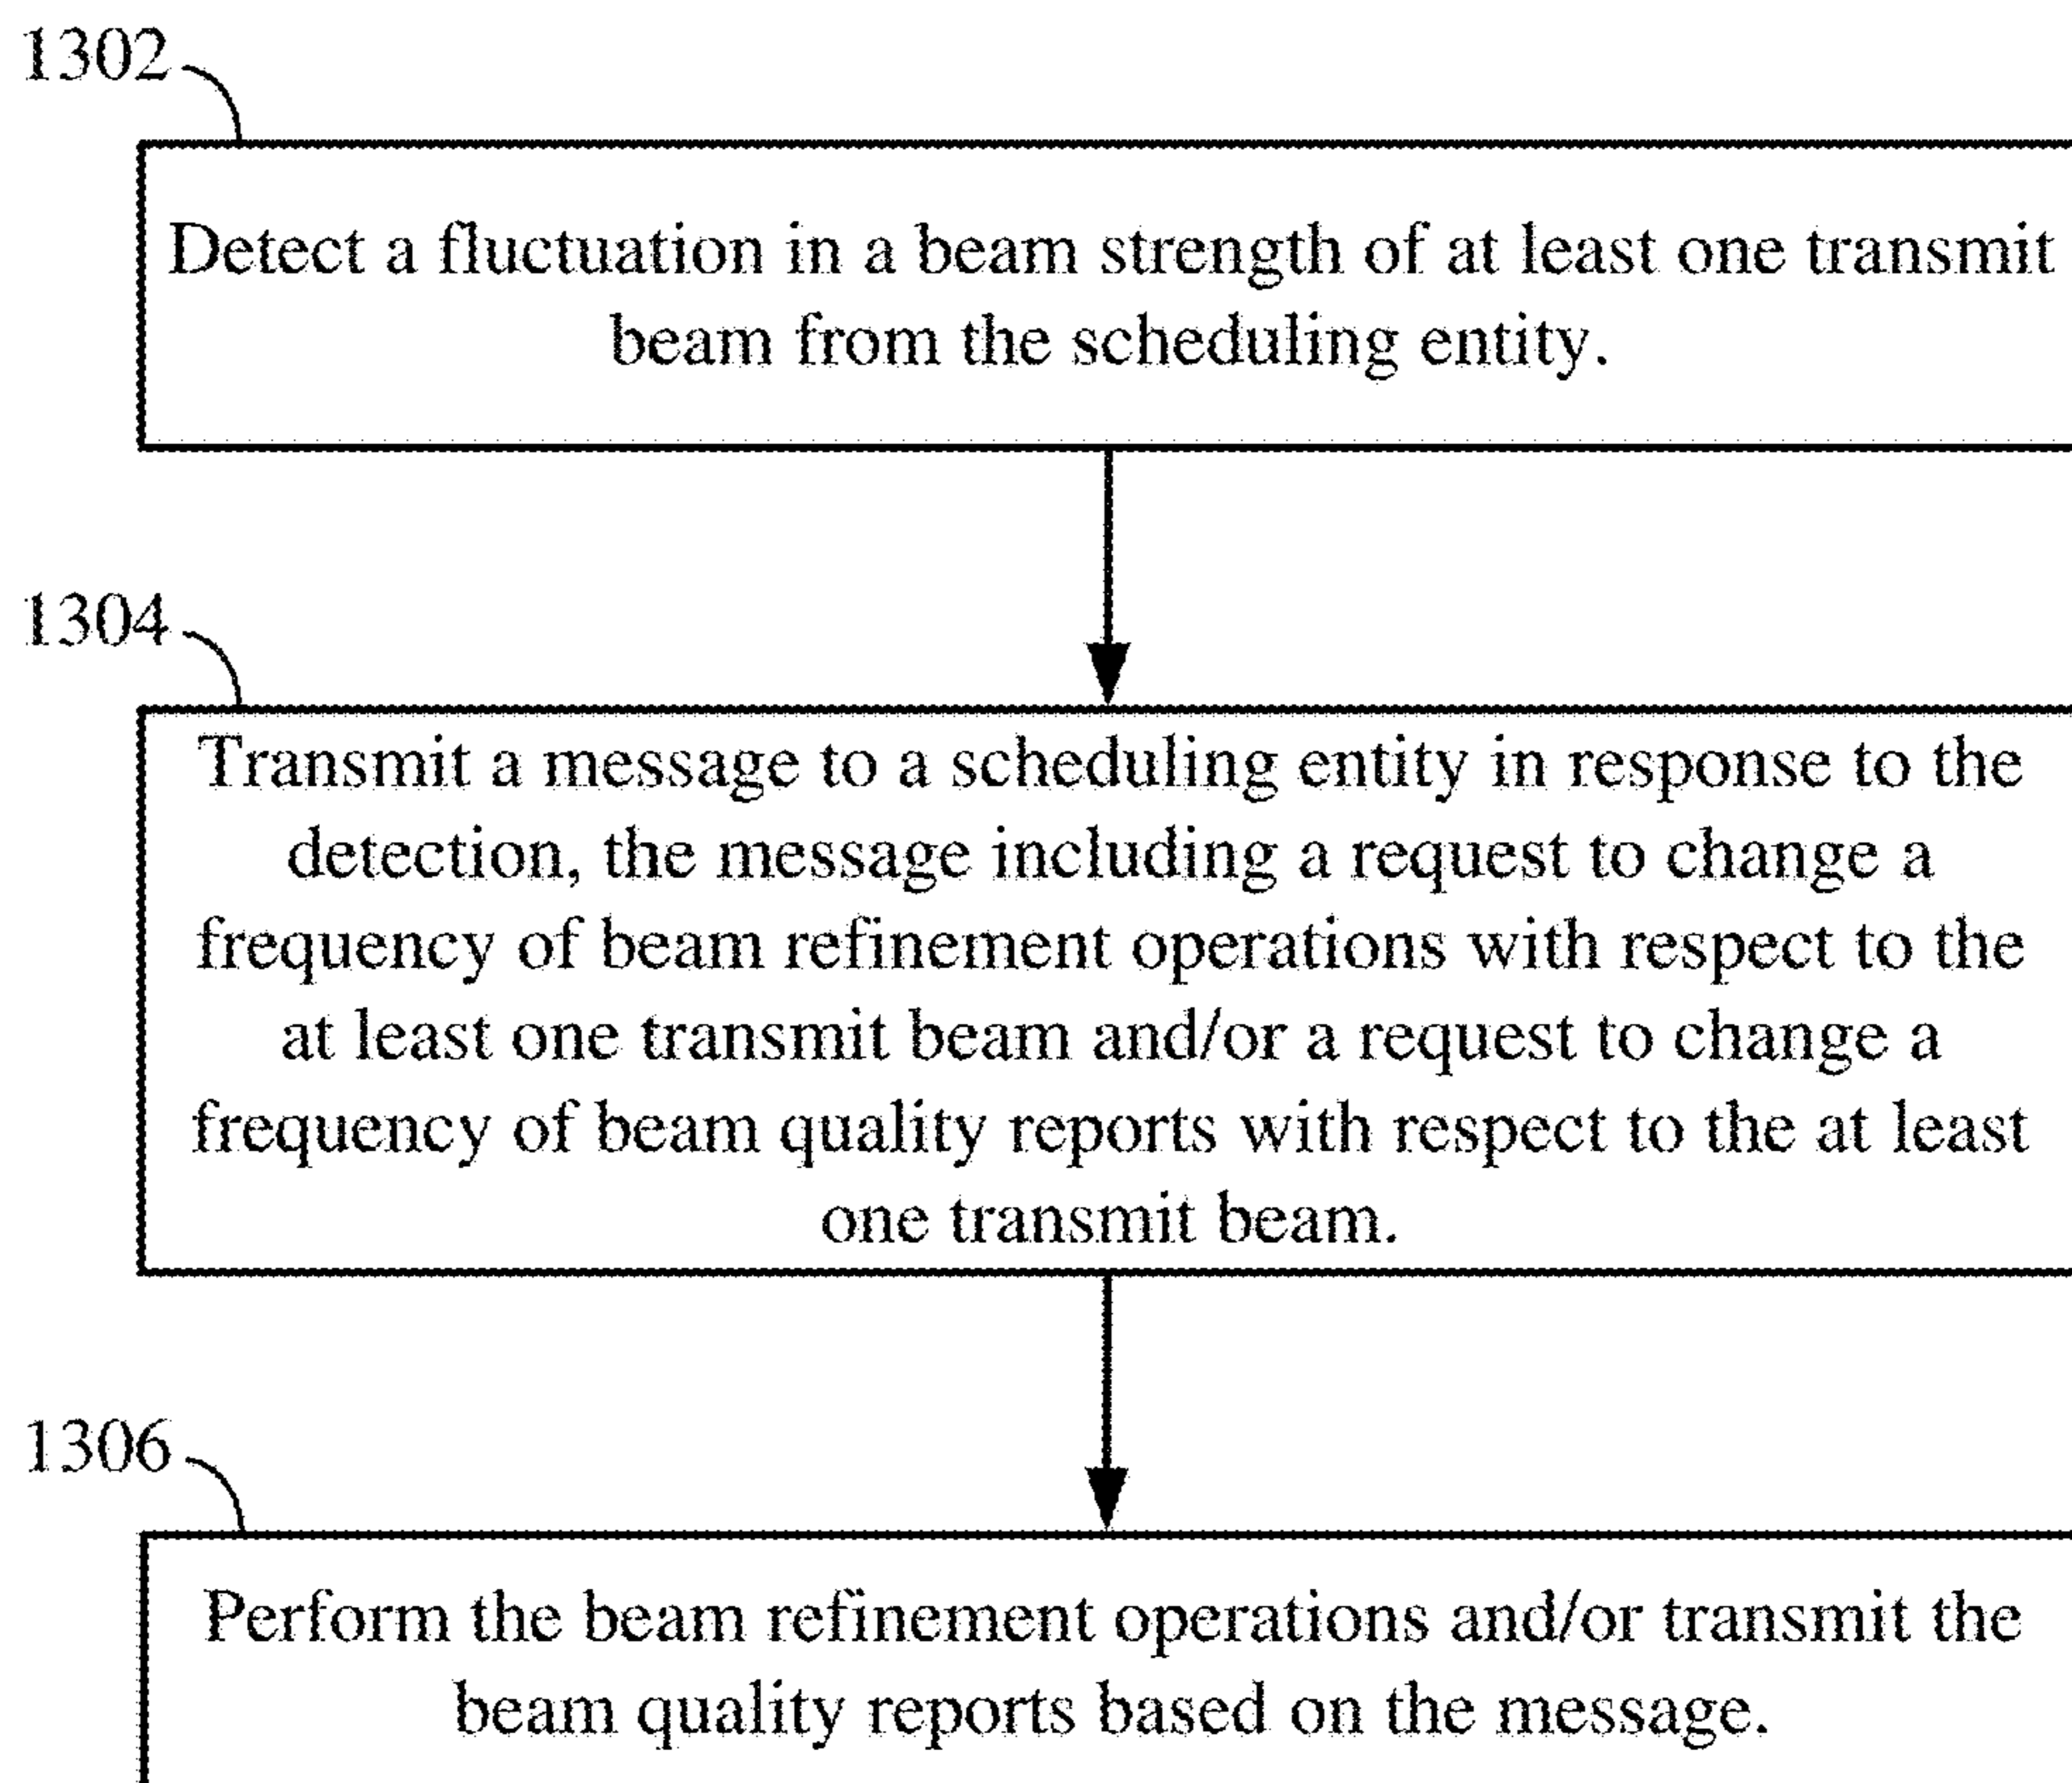 1302
Detect a fluctuation in a beam strength of at least one transmit
beam from the scheduling entity.
1304
Transmit a message to a scheduling entity in response to the
detection, the message including a request to change a
frequency of beam refinement operations with respect to the
at least one transmit beam and/or a request to change a
frequency of beam quality reports with respect to the at least
one transmit beam.
1306
Perform the beam refinement operations and/or transmit the
beam quality reports based on the message.